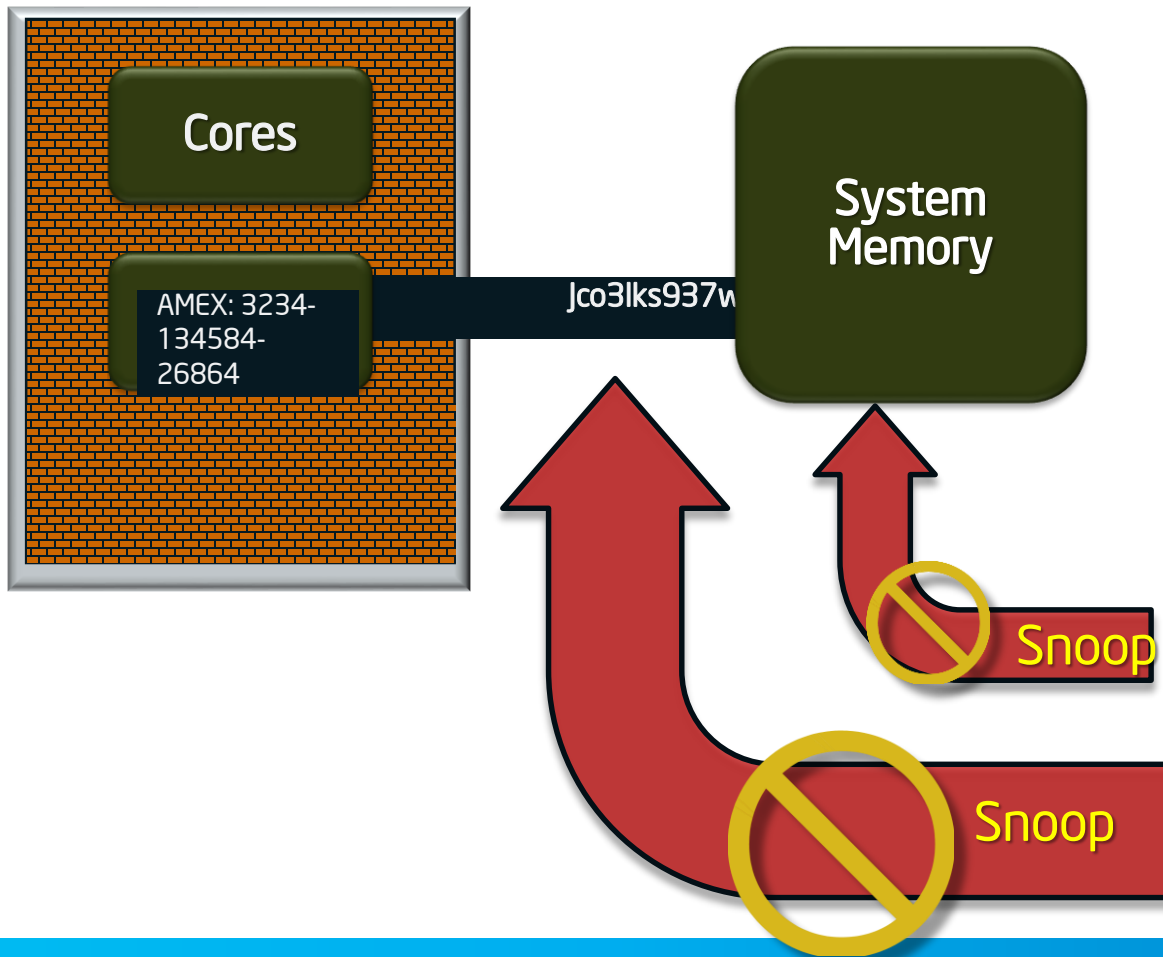 Cores
AMEX: 3234-
134584-
26864
Jco3lks937w
System
Memory
Snoop
Snoop